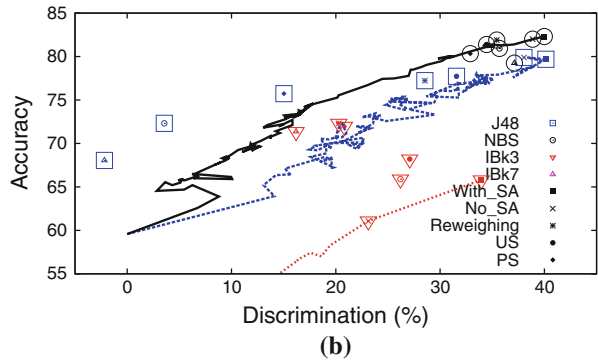 85
80
75
70
65
60
55
Accuracy
J48
NBS
IBk3
IBk7
With_SA
No_SA
Reweighing
US
PS
0 10 20 30 40
Discrimination (%)
(b)